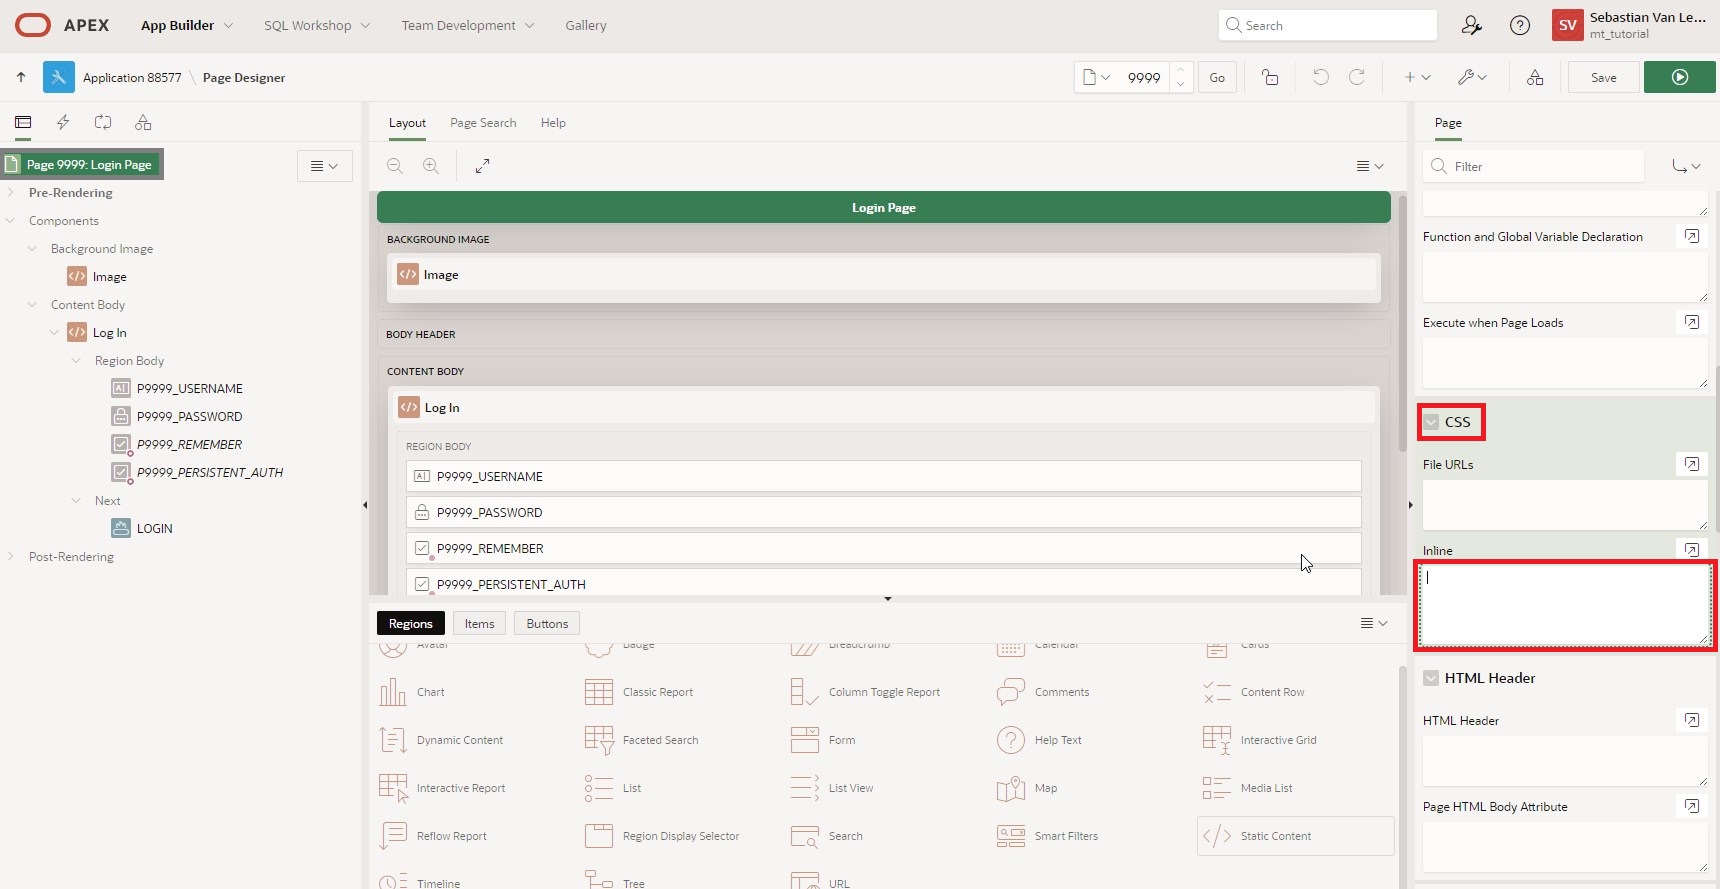 APEX
App Builder
SQL Workshop
Team Development
Gallery
Search
SV
Sebastian Van Le...
mt_tutorial
Application 88577 \ Page Designer
9999
Go
Save
Page 9999: Login Page
Pre-Rendering
Components
Background Image
Image
Content Body
Log In
Region Body
P9999_USERNAME
P9999_PASSWORD
P9999_REMEMBER
P9999_PERSISTENT_AUTH
Next
LOGIN
Post-Rendering
Layout
Page Search
Help
Login Page
BACKGROUND IMAGE
Image
BODY HEADER
CONTENT BODY
Log In
REGION BODY
P9999_USERNAME
P9999_PASSWORD
P9999_REMEMBER
P9999_PERSISTENT_AUTH
Regions
Items
Buttons
Avatar
Badge
Breadcrumb
Calendar
Cards
Chart
Classic Report
Column Toggle Report
Comments
Content Row
Dynamic Content
Faceted Search
Form
Help Text
Interactive Grid
Interactive Report
List
List View
Map
Media List
Reflow Report
Region Display Selector
Search
Smart Filters
Static Content
Timeline
Tree
URL
Page
Filter
Function and Global Variable Declaration
Execute when Page Loads
CSS
File URLs
Inline
HTML Header
HTML Header
Page HTML Body Attribute